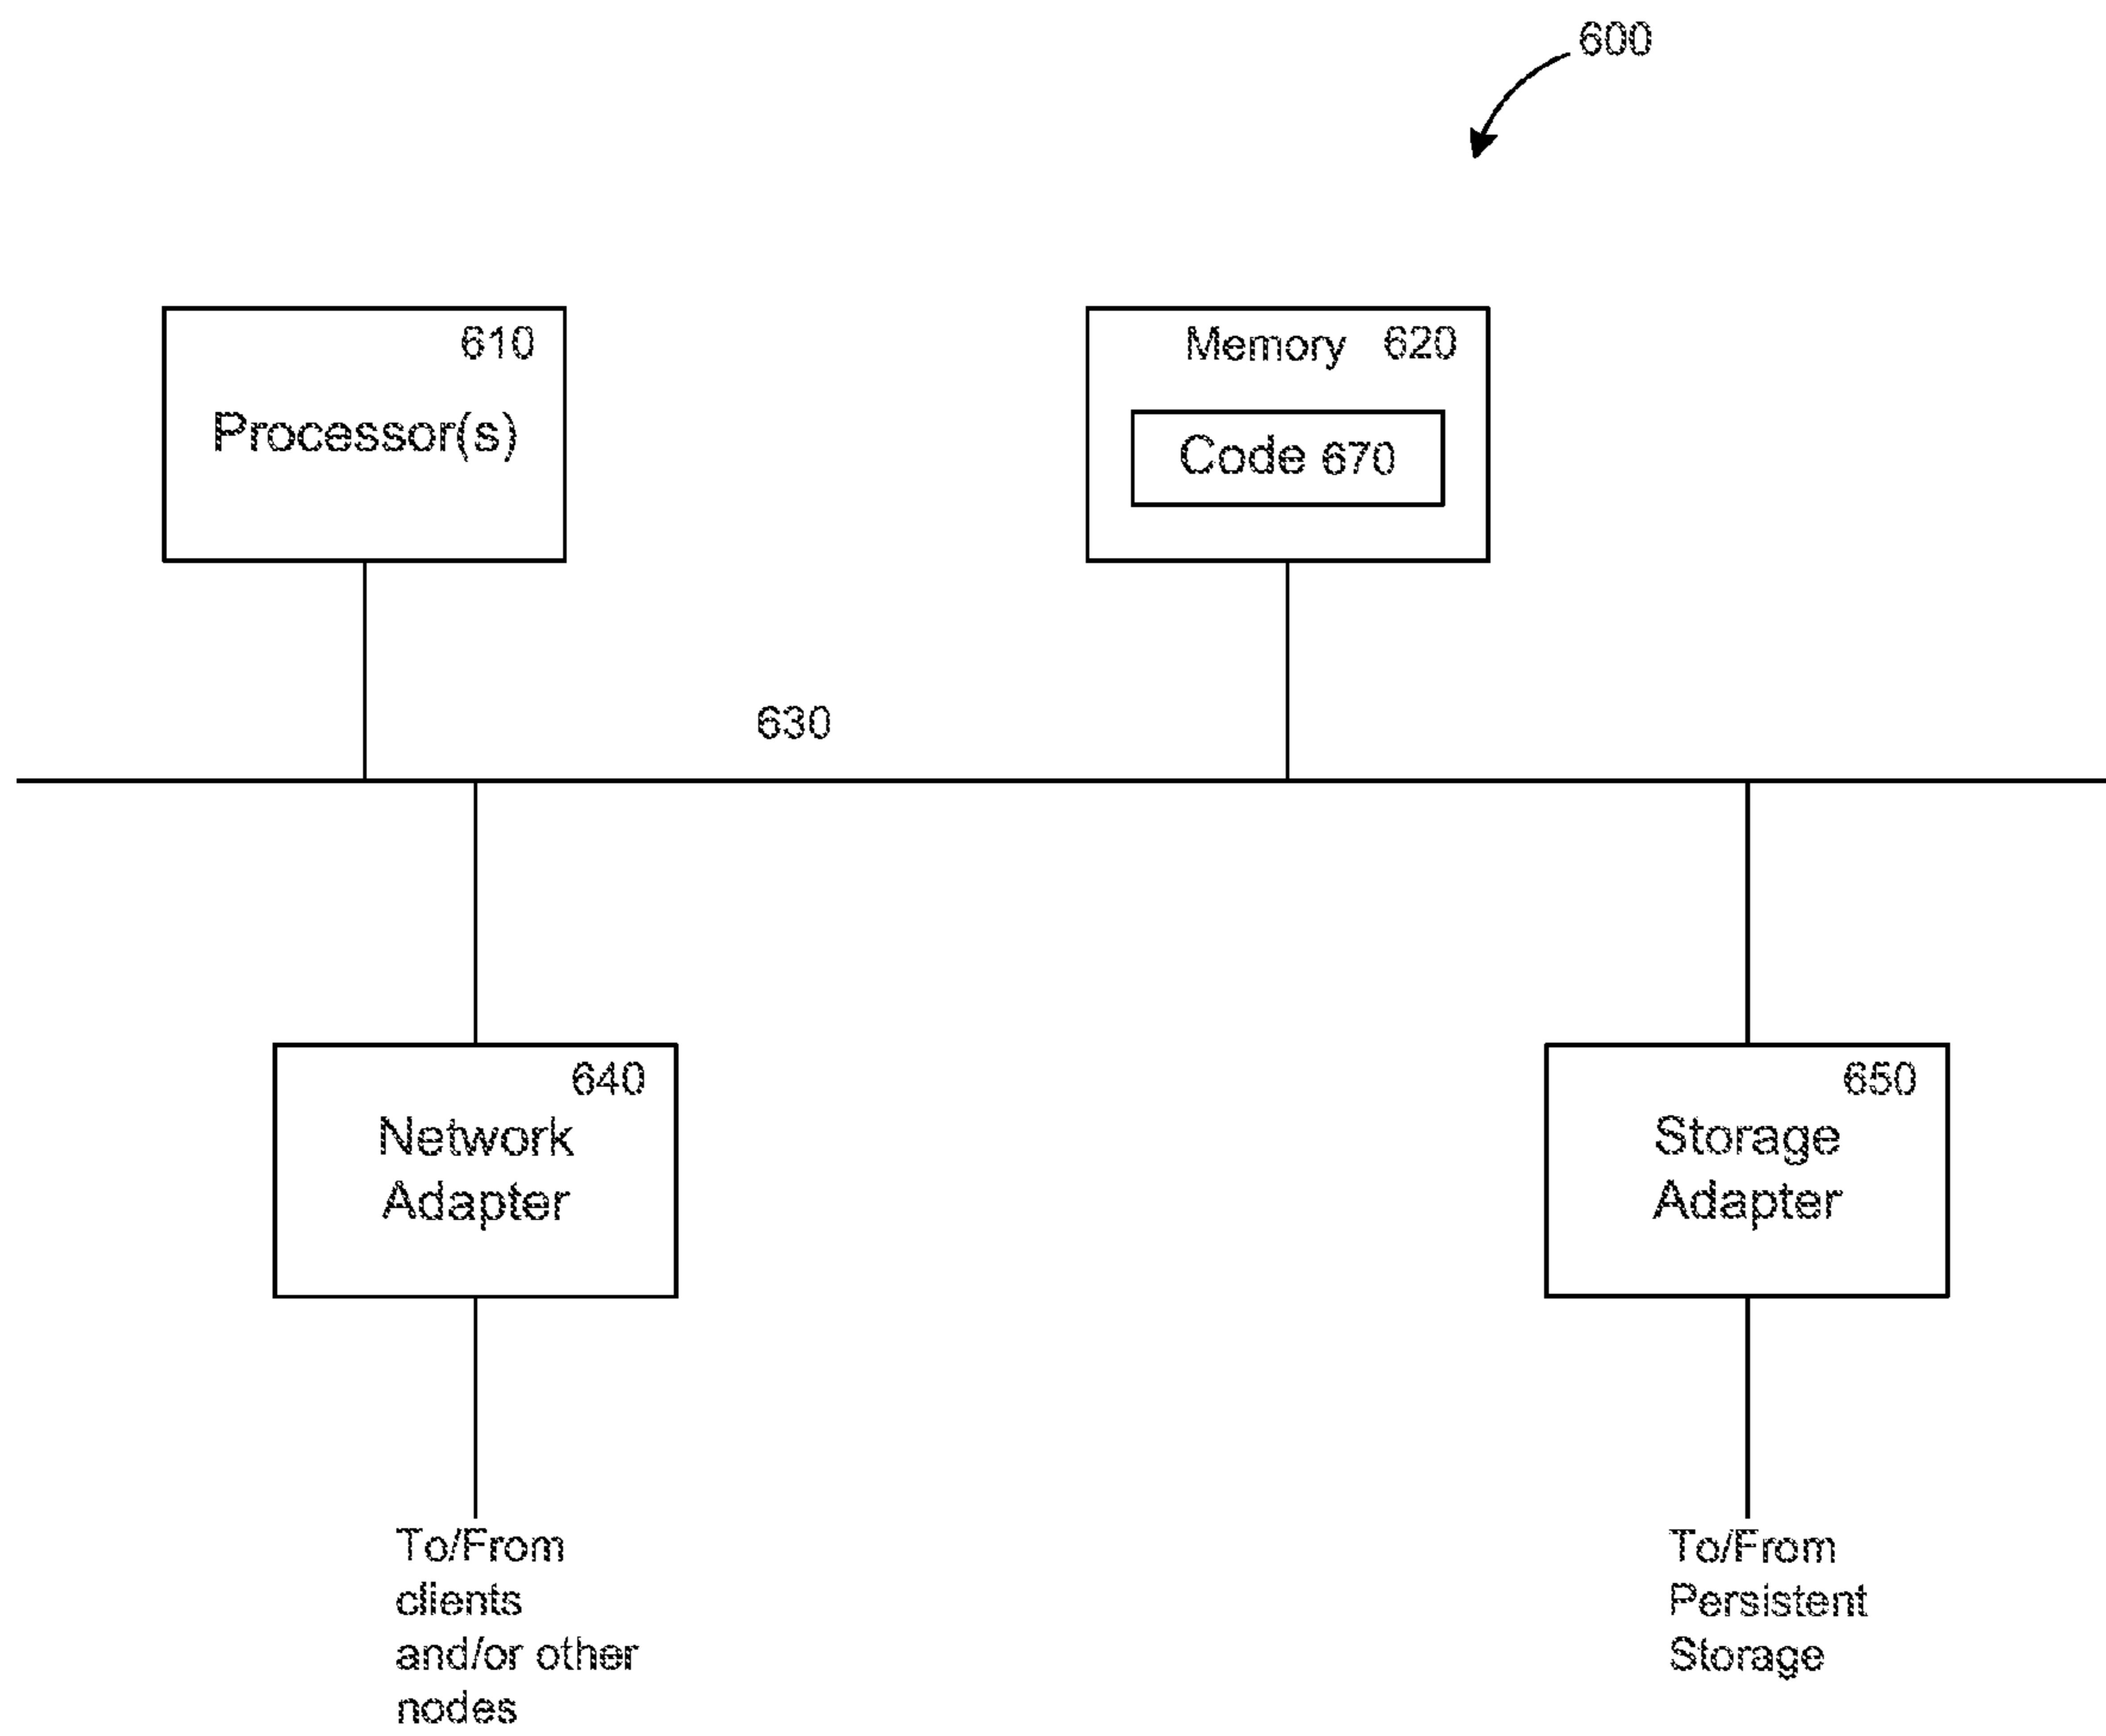 600
610
Processor(s)
Memory 620
Code 670
630
640
Network
Adapter
650
Storage
Adapter
To/From
clients
and/or other
nodes
To/From
Persistent
Storage